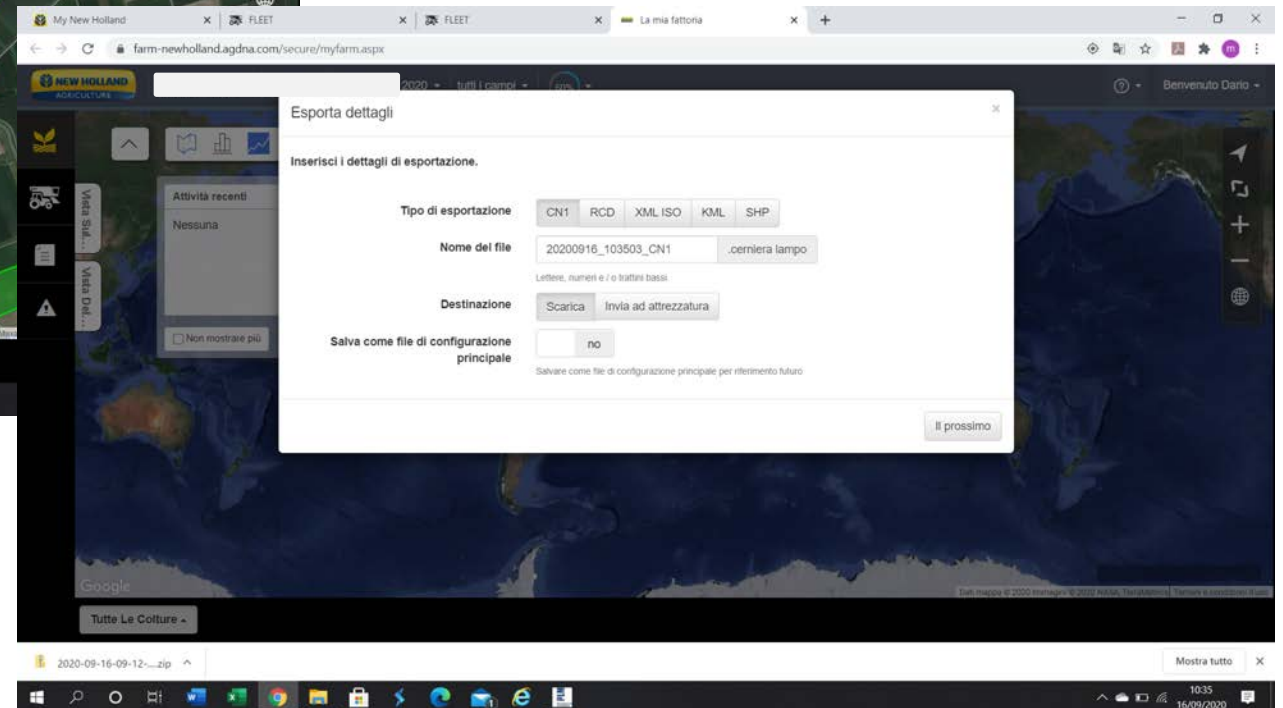 My New Holland
FLEET
FLEET
La mia fattoria
farm-newholland.agdna.com/secure/myfarm.aspx
m
NEW HOLLAND
AGRICULTURE
2020
tutti i campi
60%
Benvenuto Dario
Esporta dettagli
Inserisci i dettagli di esportazione.
Tipo di esportazione
CN1 RCD XML ISO KML SHP
Nome del file
20200916_103503_CN1
.cerniera lampo
Lettere, numeri e / o trattini bassi.
Destinazione
Scarica Invia ad attrezzatura
Salva come file di configurazione
principale
no
Salvare come file di configurazione principale per riferimento futuro
Il prossimo
Attività recenti
Nessuna
Non mostrare più
Vista Sul...
Vista Del...
Google
Tutte Le Colture
2020-09-16-09-12-....zip
Mostra tutto
10:35
16/09/2020